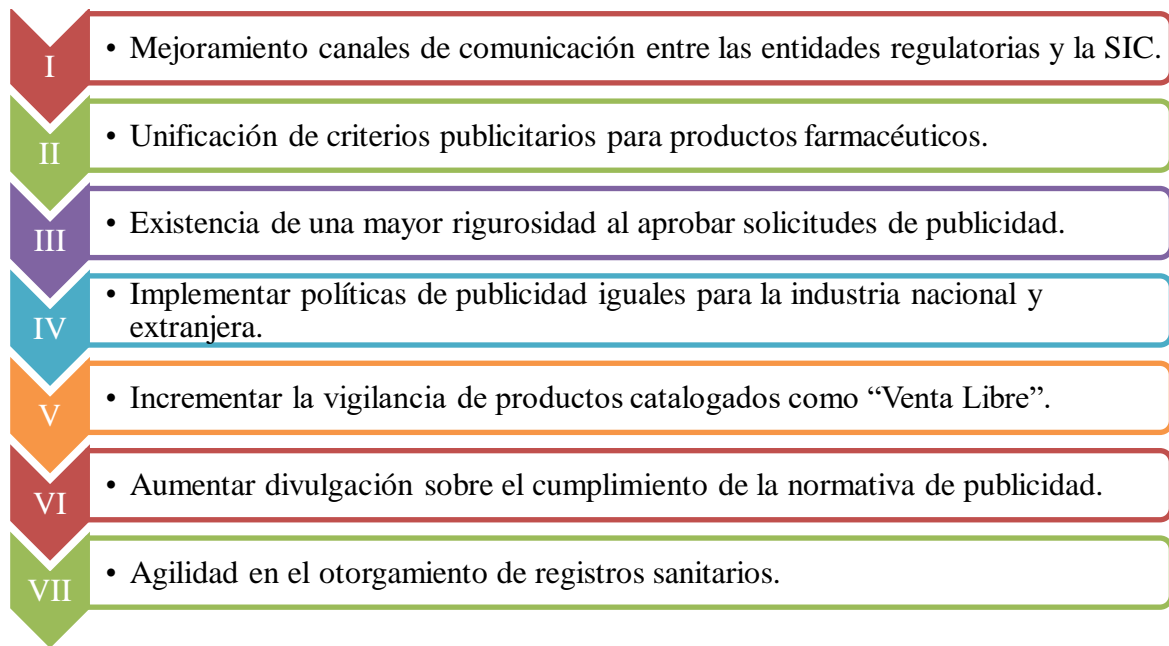 I
• Mejoramiento canales de comunicación entre las entidades regulatorias y la SIC.
II
• Unificación de criterios publicitarios para productos farmacéuticos.
III
• Existencia de una mayor rigurosidad al aprobar solicitudes de publicidad.
IV
• Implementar políticas de publicidad iguales para la industria nacional y
extranjera.
V
• Incrementar la vigilancia de productos catalogados como “Venta Libre”.
VI
• Aumentar divulgación sobre el cumplimiento de la normativa de publicidad.
VII
• Agilidad en el otorgamiento de registros sanitarios.